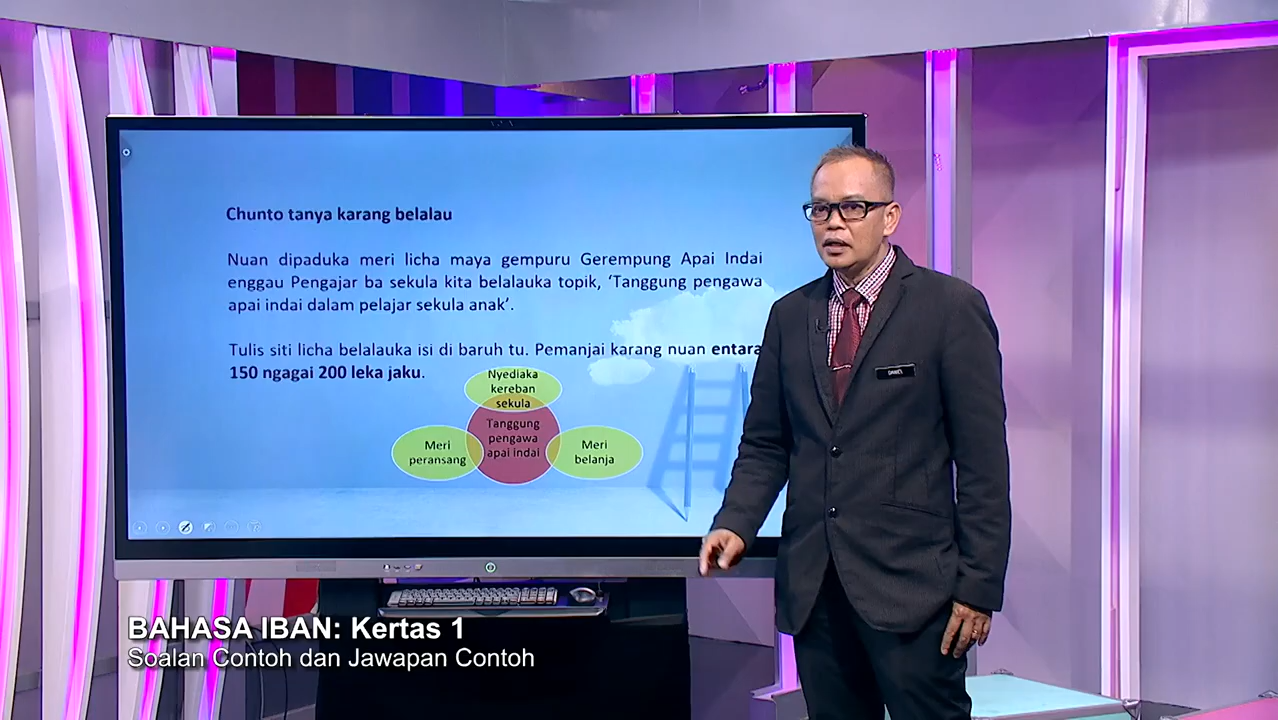 Chunto tanya karang belalau
Nuan dipaduka meri licha maya gempuru Gerempung Apai Indai
enggau Pengajar ba sekula kita belalauka topik, ‘Tanggung pengawa
apai indai dalam pelajar sekula anak’.
Tulis siti licha belalauka isi di baruh tu. Pemanjai karang nuan entara
150 ngagai 200 leka jaku.
Nyediaka
kereban
sekula
Tanggung
pengawa
apai indai
Meri
peransang
Meri
belanja
BAHASA IBAN: Kertas 1
Soalan Contoh dan Jawapan Contoh